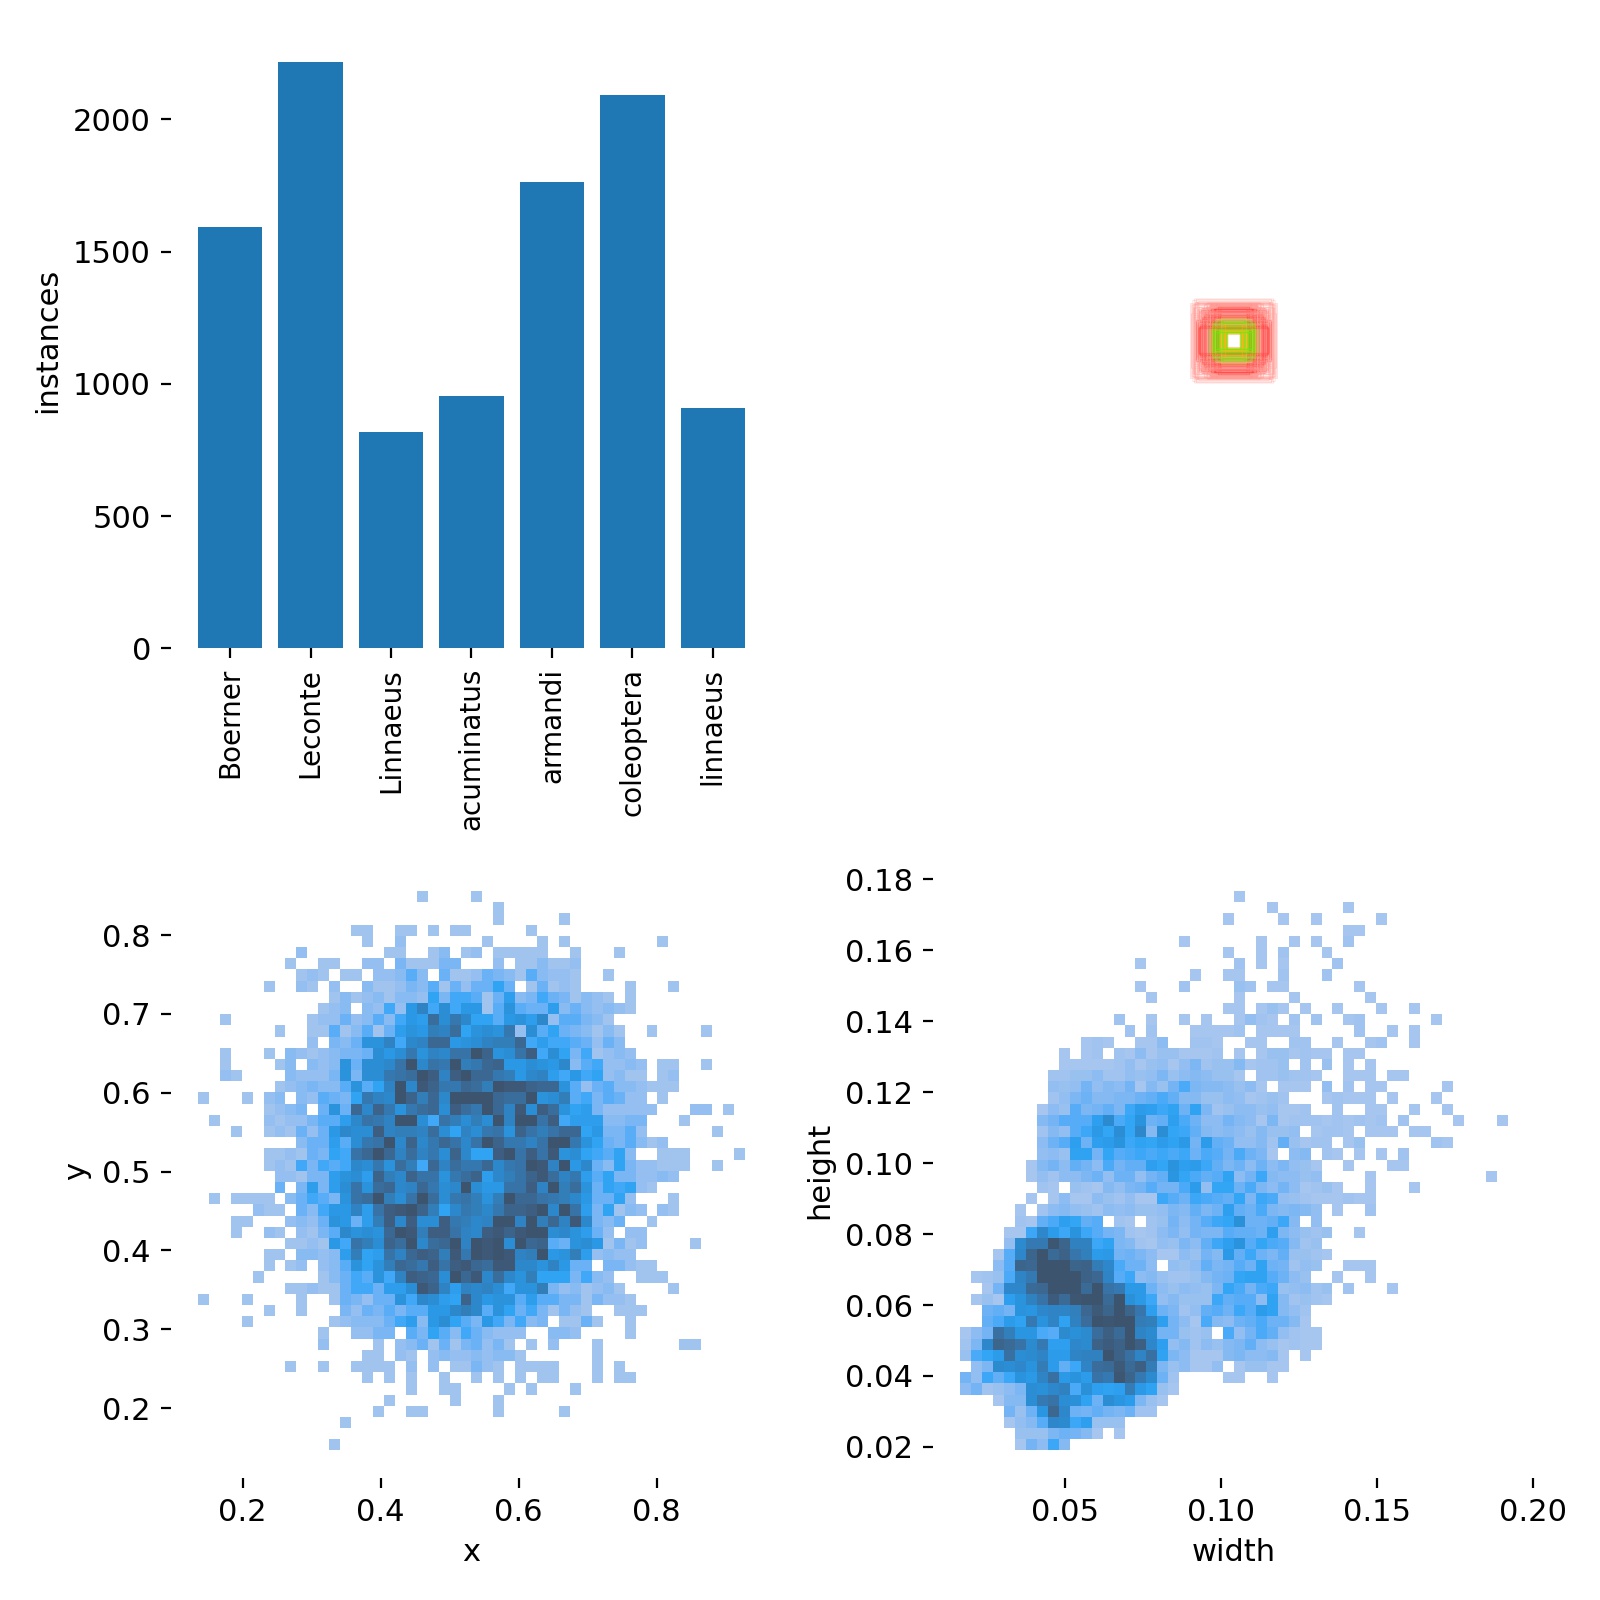 instances
2000
1500
1000
500
0
Boerner
Leconte
Linnaeus
acuminatus
armandi
coleoptera
linnaeus
y
0.8
0.7
0.6
0.5
0.4
0.3
0.2
0.2 0.4 0.6 0.8
x
height
0.18
0.16
0.14
0.12
0.10
0.08
0.06
0.04
0.02
0.05 0.10 0.15 0.20
width